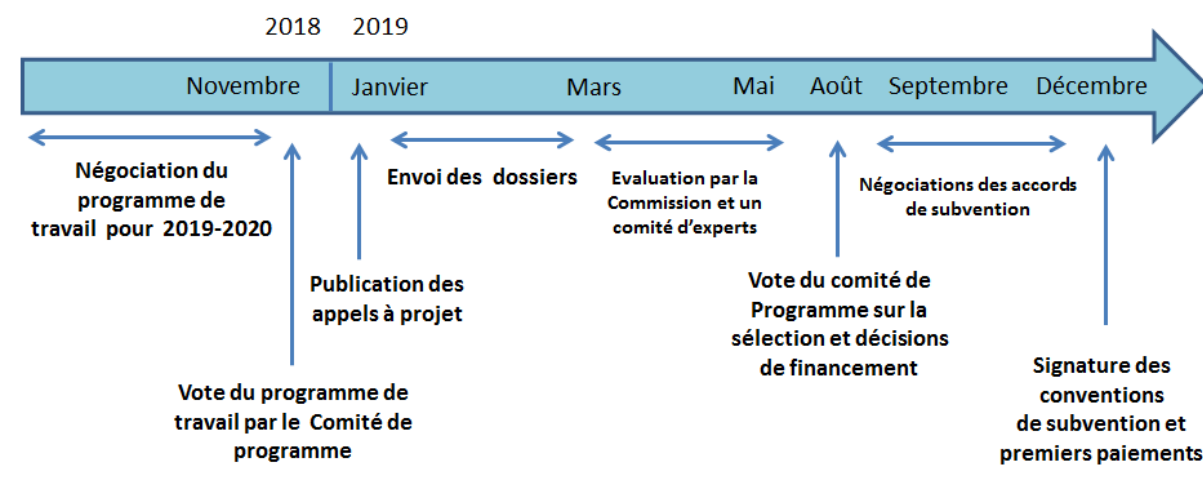 2018 2019
Novembre Janvier Mars Mai Août Septembre Décembre
Négociation du
programme de
travail pour 2019-2020
Envoi des dossiers
Evaluation par la
Commission et un
comité d'experts
Négociations des accords
de subvention
Publication des
appels à projet
Vote du comité de
Programme sur la
sélection et décisions
de financement
Vote du programme de
travail par le Comité de
programme
Signature des
conventions
de subvention et
premiers paiements